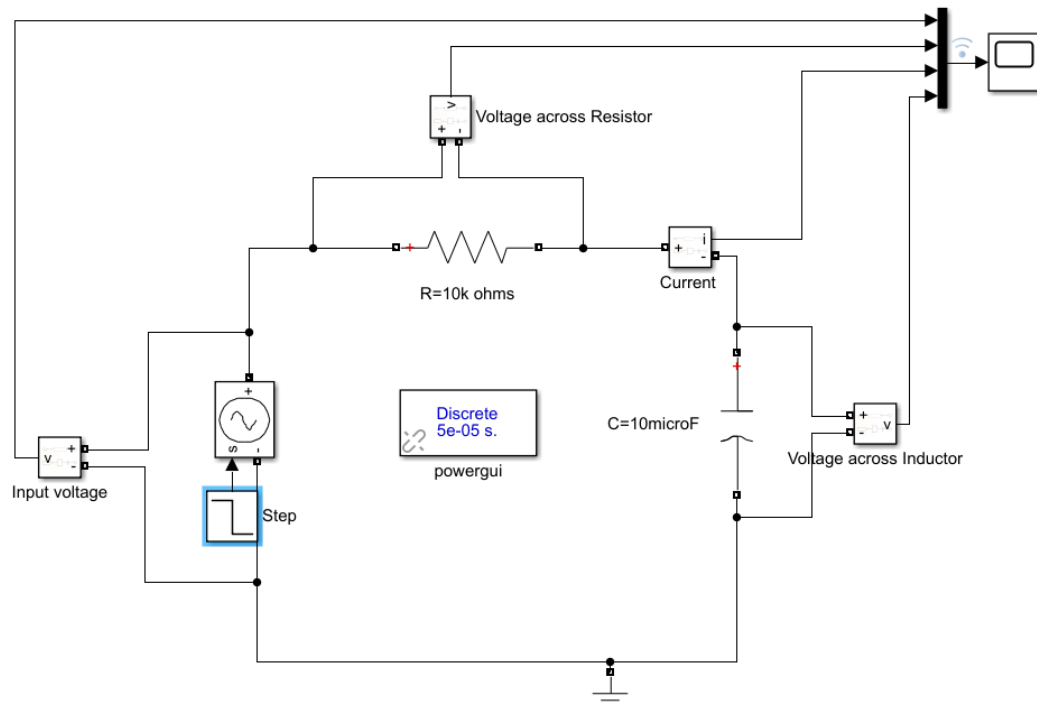 Voltage across Resistor
v
+ -
R=10k ohms
+ i
-
Current
Discrete
5e-05 s.
powergui
C=10microF
+
- v
Voltage across Inductor
+
s -
v +
-
Input voltage
Step